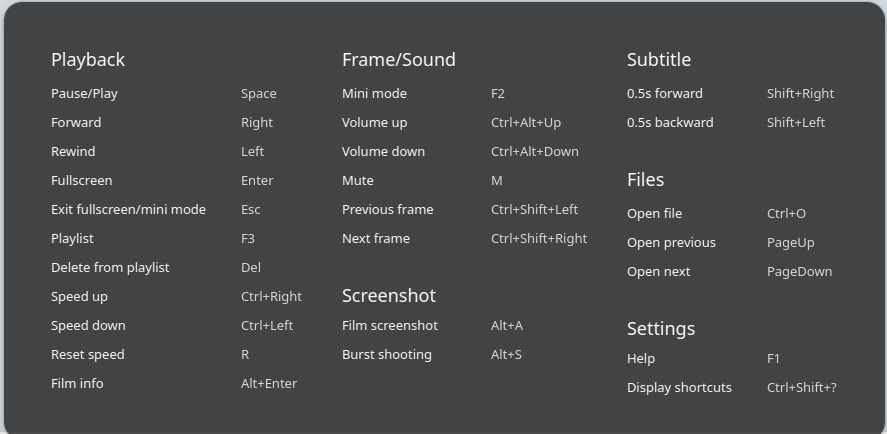 Playback
Pause/Play Space
Forward Right
Rewind Left
Fullscreen Enter
Exit fullscreen/mini mode Esc
Playlist F3
Delete from playlist Del
Speed up Ctrl+Right
Speed down Ctrl+Left
Reset speed R
Film info Alt+Enter
Frame/Sound
Mini mode F2
Volume up Ctrl+Alt+Up
Volume down Ctrl+Alt+Down
Mute M
Previous frame Ctrl+Shift+Left
Next frame Ctrl+Shift+Right
Screenshot
Film screenshot Alt+A
Burst shooting Alt+S
Subtitle
0.5s forward Shift+Right
0.5s backward Shift+Left
Files
Open file Ctrl+O
Open previous PageUp
Open next PageDown
Settings
Help F1
Display shortcuts Ctrl+Shift+?